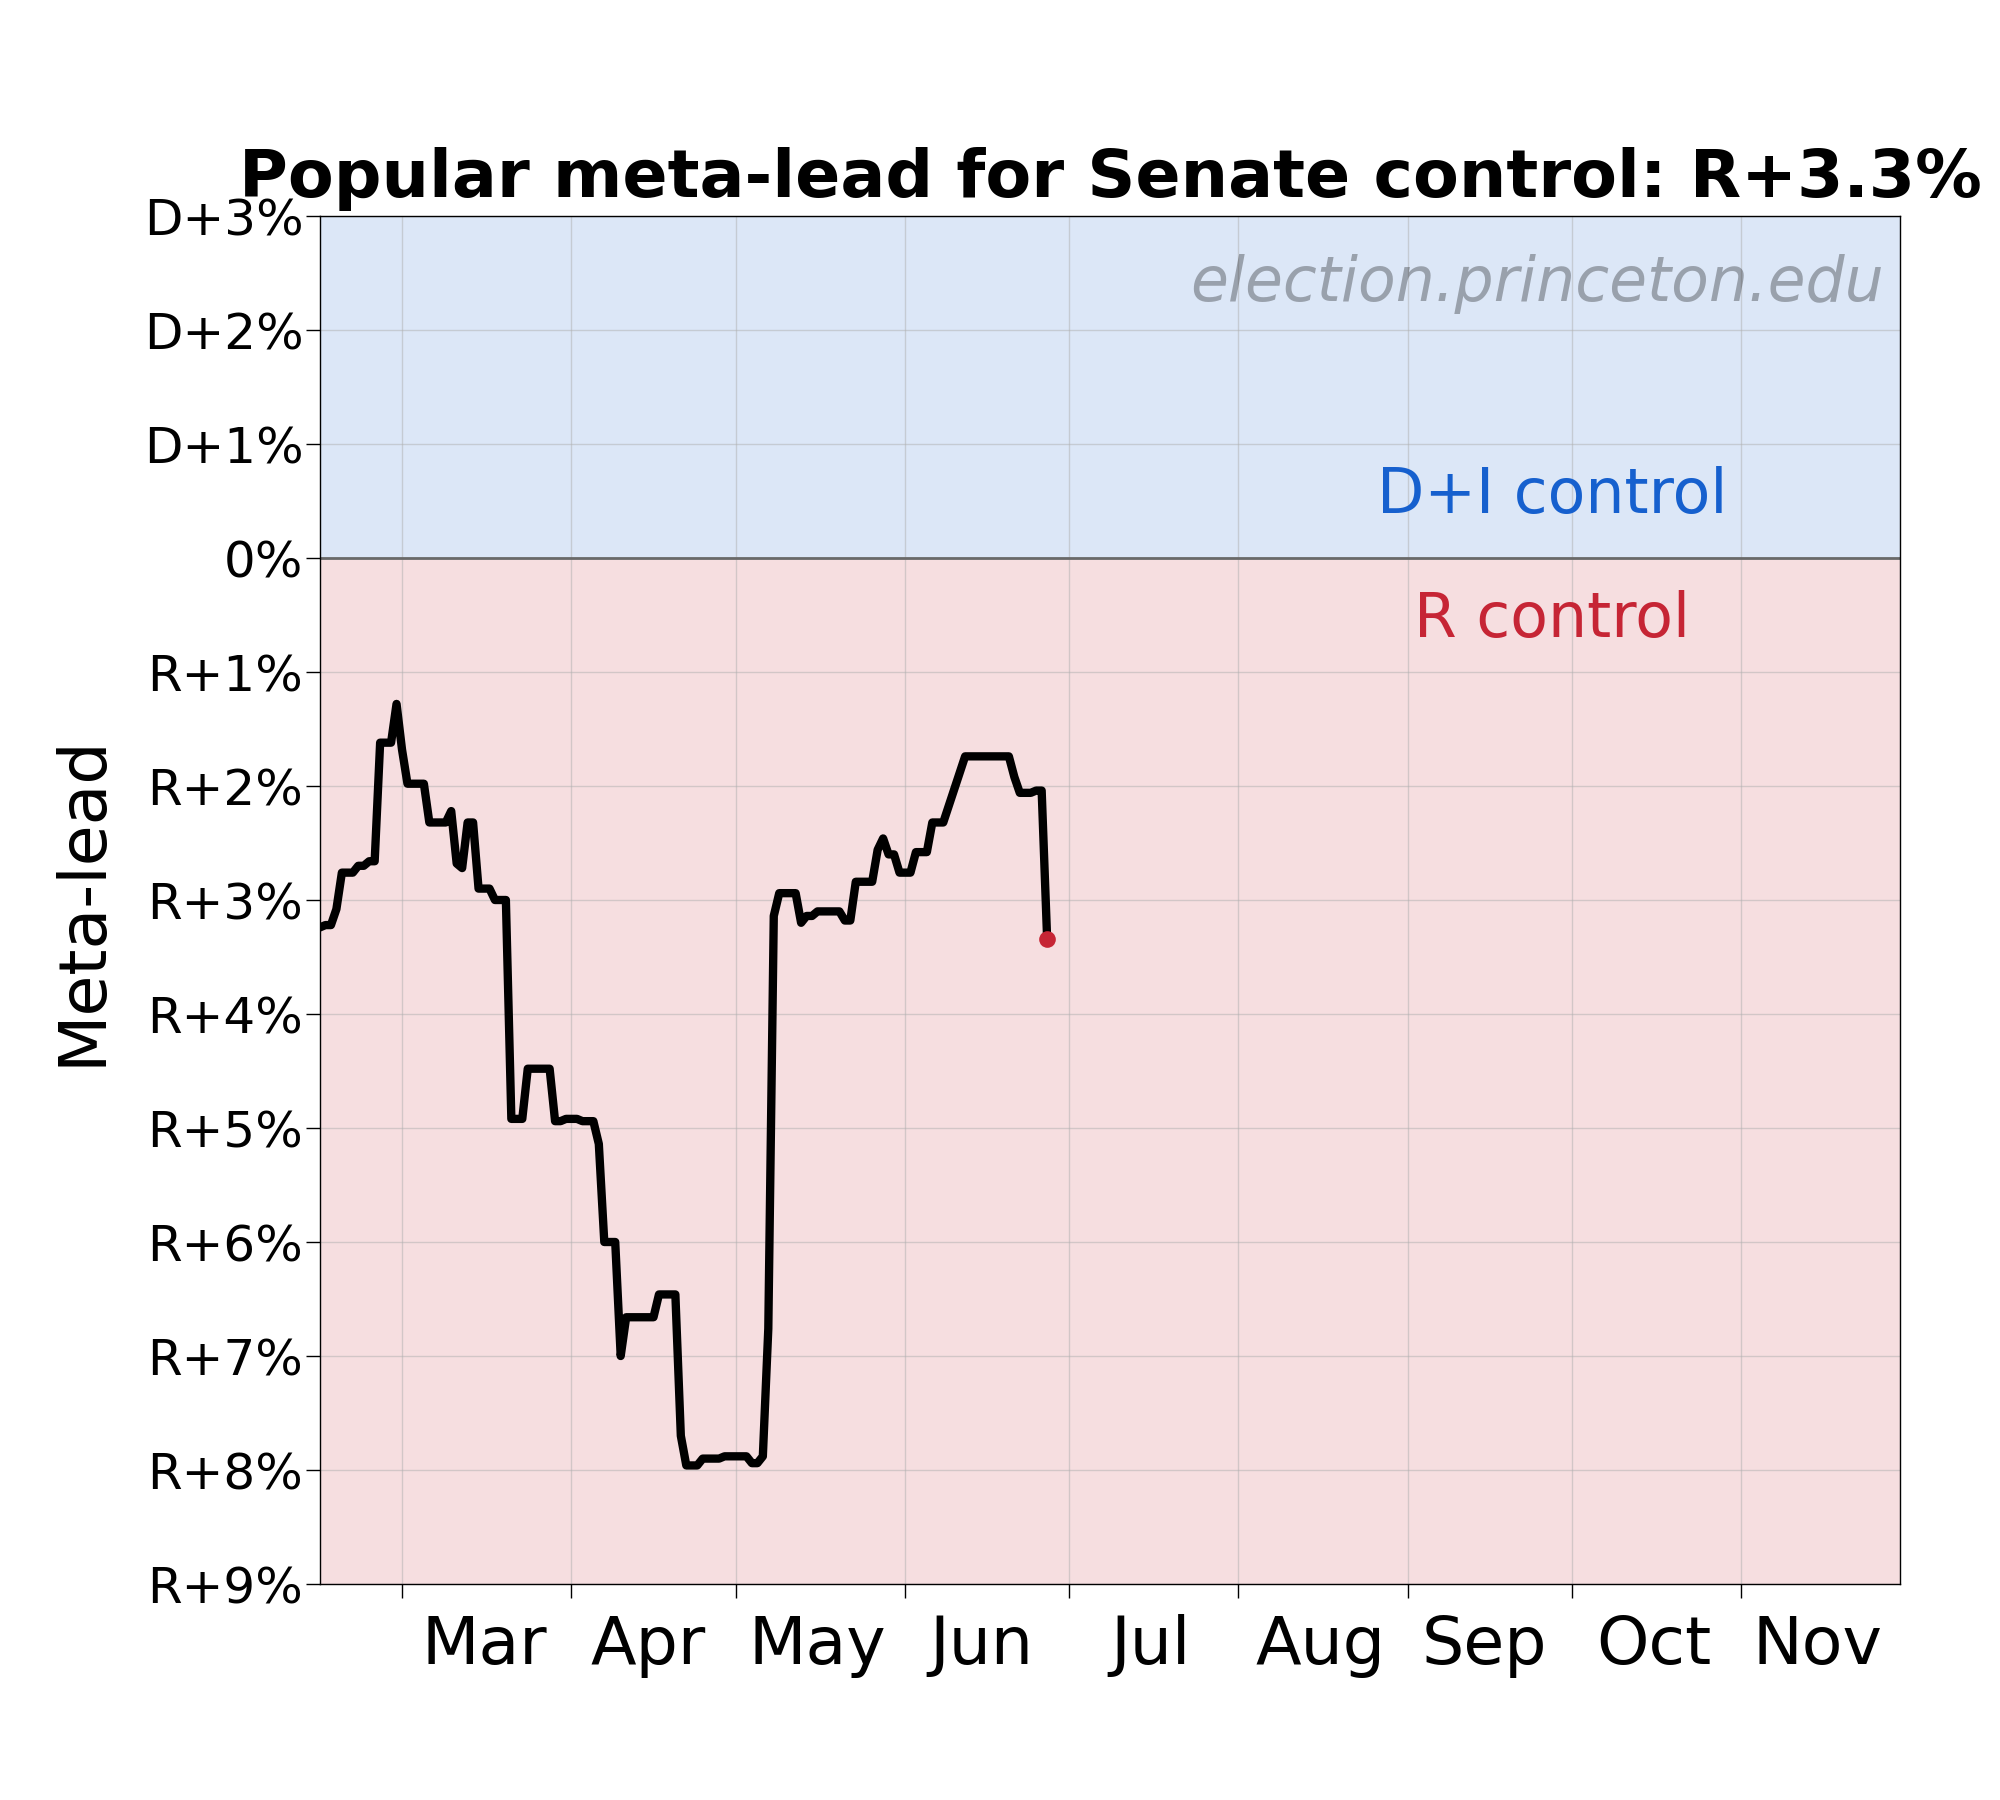 Popular meta-lead for Senate control: R+3.3%
D+3%
election.princeton.edu
D+2%
D+1%
D+I control
0%
R control
R+1%
R+2%
R+3%
R+4%
R+5%
R+6%
R+7%
R+8%
R+9%
Meta-lead
Mar Apr May Jun Jul Aug Sep Oct Nov